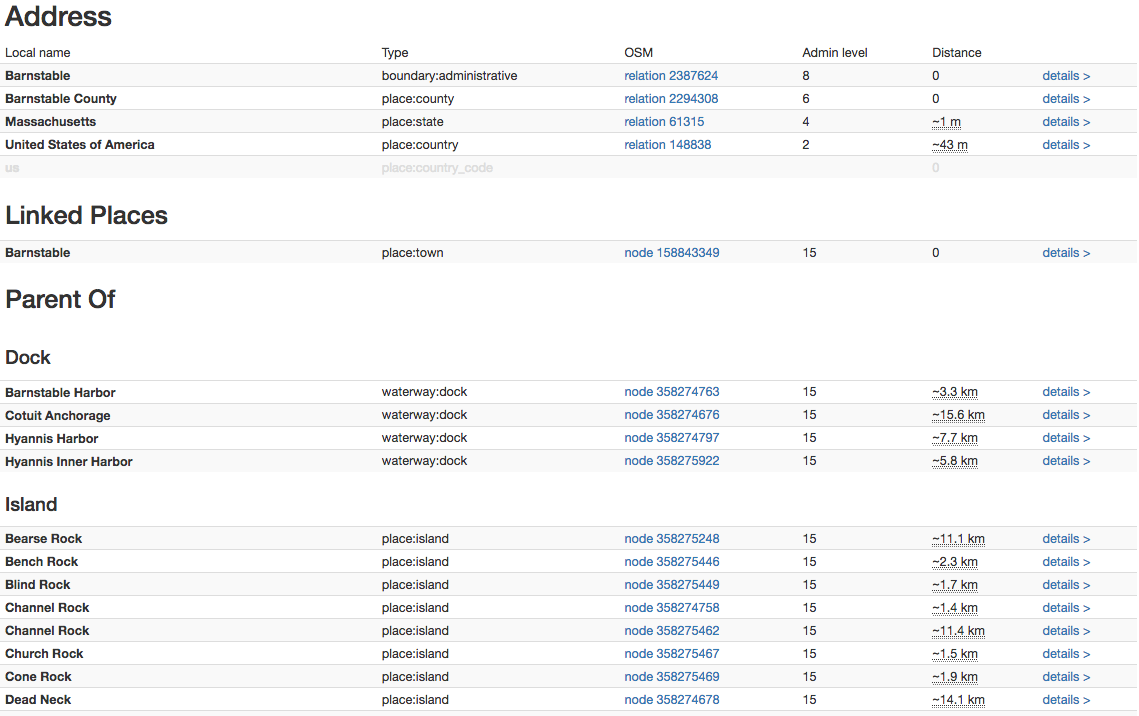 Address
Local name Type OSM Admin level Distance
Barnstable boundary:administrative relation 2387624 8 0 details >
Barnstable County place:county relation 2294308 6 0 details >
Massachusetts place:state relation 61315 4 ~1 m details >
United States of America place:country relation 148838 2 ~43 m details >
us place:country_code 0
Linked Places
Barnstable place:town node 158843349 15 0 details >
Parent Of
Dock
Barnstable Harbor waterway:dock node 358274763 15 ~3.3 km details >
Cotuit Anchorage waterway:dock node 358274676 15 ~15.6 km details >
Hyannis Harbor waterway:dock node 358274797 15 ~7.7 km details >
Hyannis Inner Harbor waterway:dock node 358275922 15 ~5.8 km details >
Island
Bearse Rock place:island node 358275248 15 ~11.1 km details >
Bench Rock place:island node 358275446 15 ~2.3 km details >
Blind Rock place:island node 358275449 15 ~1.7 km details >
Channel Rock place:island node 358274758 15 ~1.4 km details >
Channel Rock place:island node 358275462 15 ~11.4 km details >
Church Rock place:island node 358275467 15 ~1.5 km details >
Cone Rock place:island node 358275469 15 ~1.9 km details >
Dead Neck place:island node 358274678 15 ~14.1 km details >